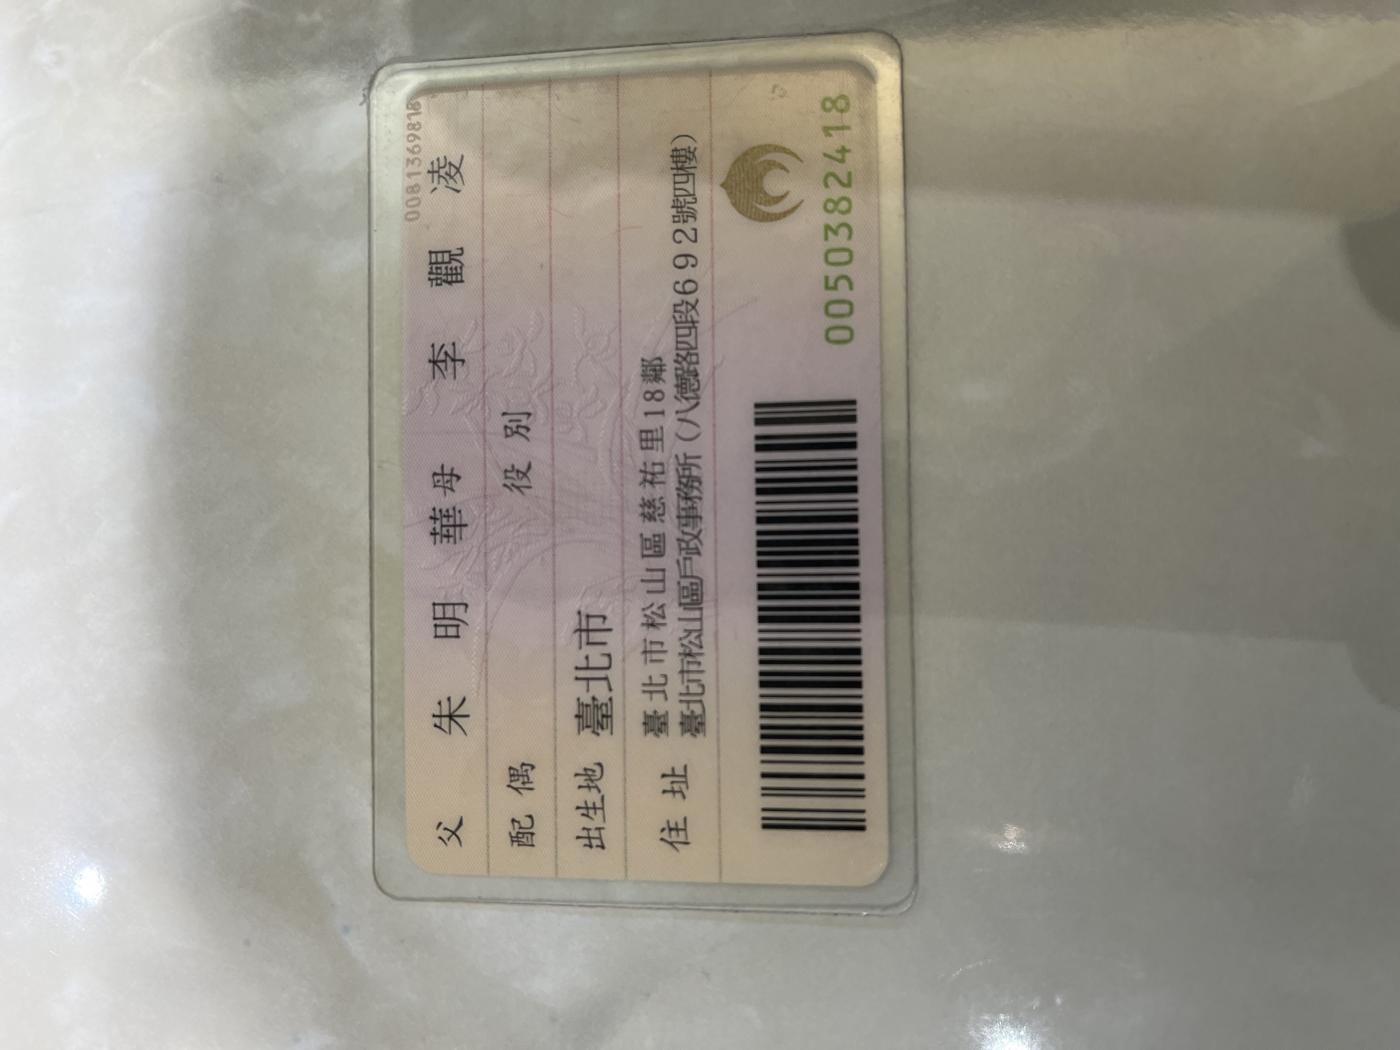 0081369818
父 朱 明 華 母 李 觀 凌
配 偶 役 別
出生地 臺北市
住 址 臺北市松山區慈祐里18鄰
臺北市松山區戶政事務所(八德路四段692號四樓)
0050382418